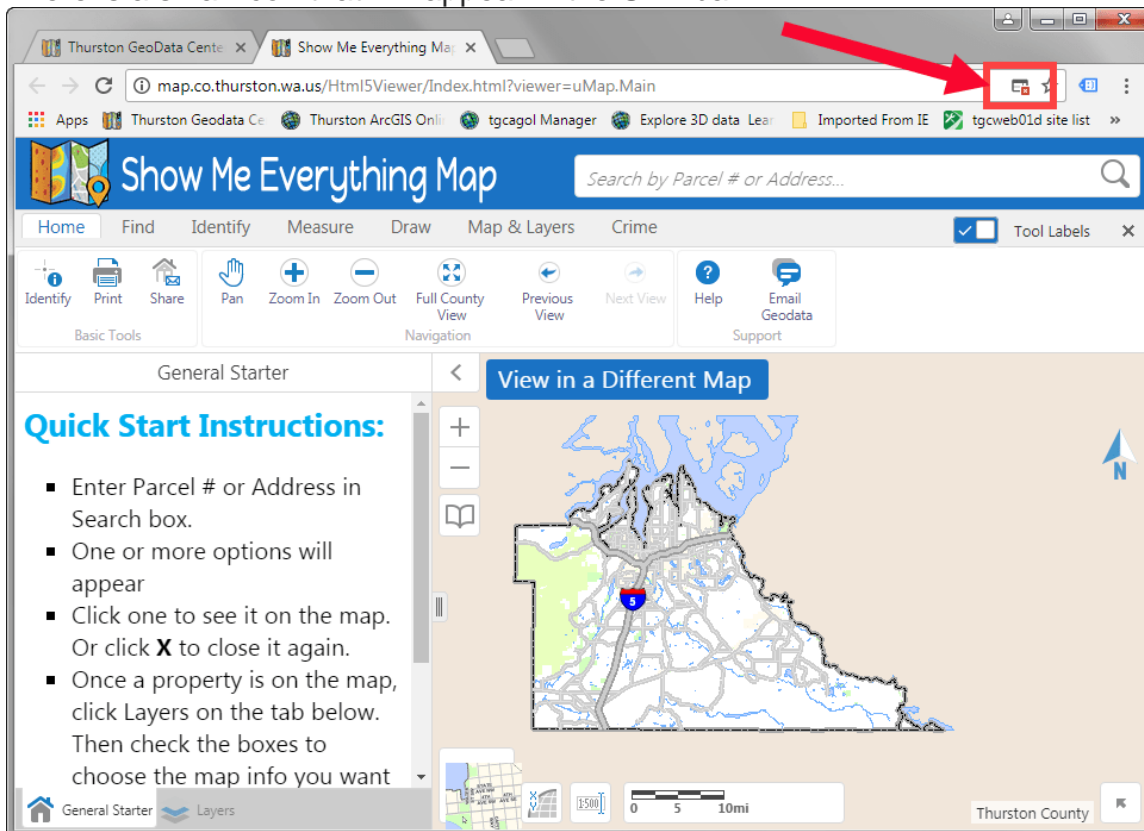 Thurston GeoData Cente
Show Me Everything Ma
map.co.thurston.wa.us/Html5Viewer/Index.html?viewer=uMap.Main
Apps
Thurston Geodata Ce
Thurston ArcGIS Onli
tgcagol Manager
Explore 3D data Lear
Imported From IE
tgcweb01d site list
»
Show Me Everything Map
Search by Parcel # or Address...
Home
Find
Identify
Measure
Draw
Map & Layers
Crime
Tool Labels
Identify
Print
Share
Pan
Zoom In
Zoom Out
Full County
View
Previous
View
Next View
Help
Email
Geodata
Basic Tools
Navigation
Support
General Starter
View in a Different Map
Quick Start Instructions:
▪ Enter Parcel # or Address in
Search box.
▪ One or more options will
appear
▪ Click one to see it on the map.
Or click X to close it again.
▪ Once a property is on the map,
click Layers on the tab below.
Then check the boxes to
choose the map info you want
N
5
General Starter
Layers
X
Y
1:500
0 5 10mi
Thurston County